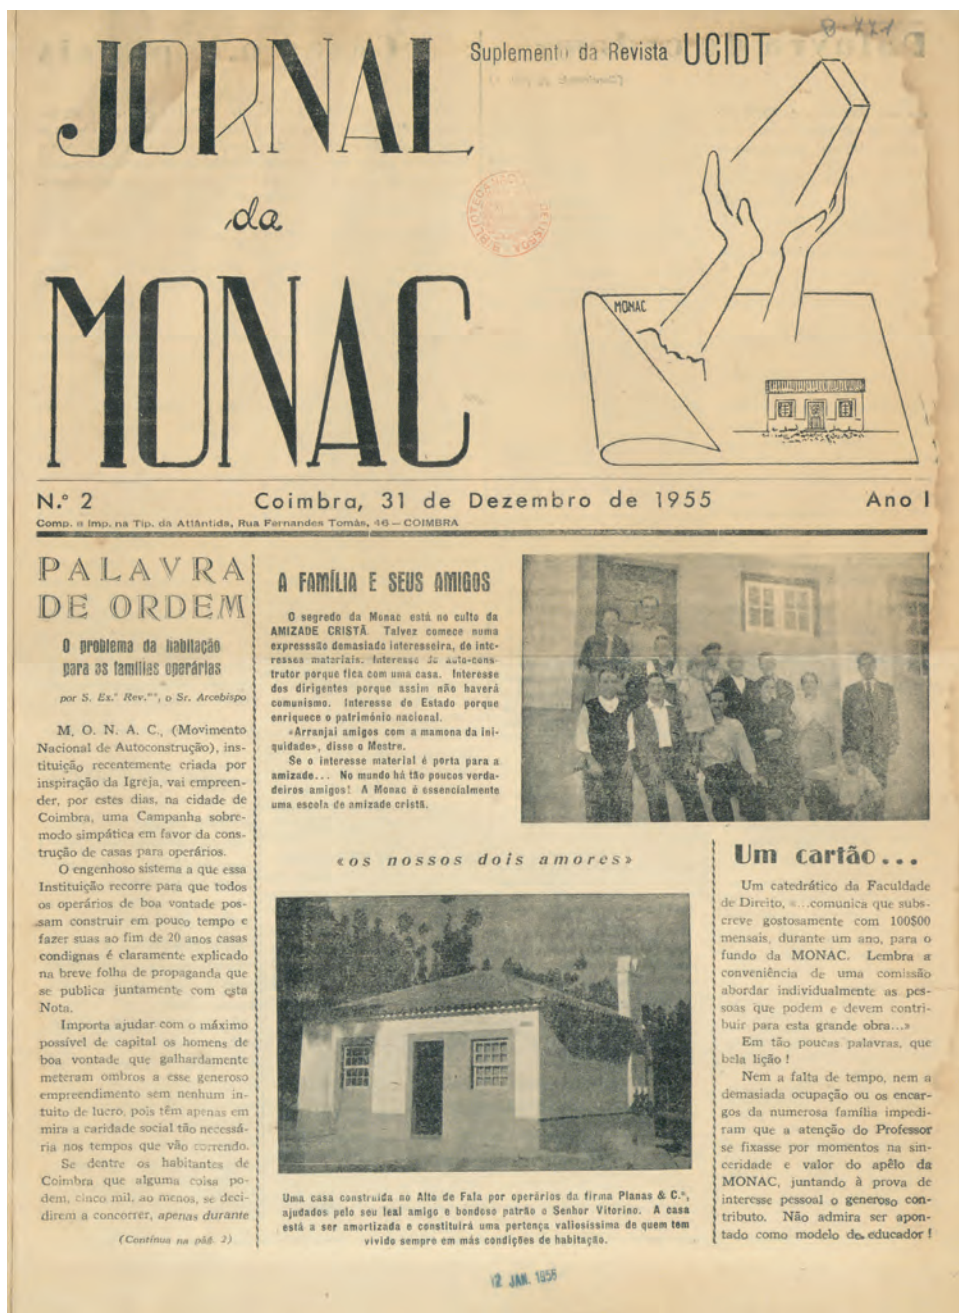 Suplemento da Revista UCIDT
JORNAL
da
MONAC
MONAC
N.º 2 Coimbra, 31 de Dezembro de 1955 Ano I
Comp. e Imp. na Tip. da Atlântida, Rua Fernandes Tomás, 46 — COIMBRA
PALAVRA
DE ORDEM
O problema da habitação
para as famílias operárias
por S. Ex.ª Rev.ᵐᵃ, o Sr. Arcebispo
M. O. N. A. C., (Movimento
Nacional de Autoconstrução), ins-
tituição recentemente criada por
inspiração da Igreja, vai empreen-
der, por estes dias, na cidade de
Coimbra, uma Campanha sobre-
modo simpática em favor da cons-
trução de casas para operários.
O engenhoso sistema a que essa
Instituição recorre para que todos
os operários de boa vontade pos-
sam construir em pouco tempo e
fazer suas ao fim de 20 anos casas
condignas é claramente explicado
na breve folha de propaganda que
se publica juntamente com esta
Nota.
Importa ajudar com o máximo
possível de capital os homens de
boa vontade que galhardamente
meteram ombros a esse generoso
empreendimento sem nenhum in-
tuito de lucro, pois têm apenas em
mira a caridade social tão necessá-
ria nos tempos que vão correndo.
Se dentre os habitantes de
Coimbra que alguma coisa po-
dem, cinco mil, ao menos, se deci-
direm a concorrer, apenas durante
(Continua na pág. 2)
A FAMÍLIA E SEUS AMIGOS
O segredo da Monac está no culto da
AMIZADE CRISTÃ. Talvez comece numa
expresssão demasiado interesseira, de inte-
resses materiais. Interesse do auto-cons-
trutor porque fica com uma casa. Interesse
dos dirigentes porque assim não haverá
comunismo. Interesse do Estado porque
enriquece o património nacional.
«Arranjai amigos com a mamona da ini-
quidade», disse o Mestre.
Se o interesse material é porta para a
amizade... No mundo há tão poucos verda-
deiros amigos! A Monac é essencialmente
uma escola de amizade cristã.
«os nossos dois amores»
Uma casa construída no Alto de Fala por operários da firma Planas & C.ª,
ajudados pelo seu leal amigo e bondoso patrão o Senhor Vitorino. A casa
está a ser amortizada e constituirá uma pertença valiosíssima de quem tem
vivido sempre em más condições de habitação.
Um cartão...
Um catedrático da Faculdade
de Direito, «...comunica que subs-
creve gostosamente com 100$00
mensais, durante um ano, para o
fundo da MONAC. Lembra a
conveniência de uma comissão
abordar individualmente as pes-
soas que podem e devem contri-
buir para esta grande obra...»
Em tão poucas palavras, que
bela lição !
Nem a falta de tempo, nem a
demasiada ocupação ou os encar-
gos da numerosa família impedi-
ram que a atenção do Professor
se fixasse por momentos na sin-
ceridade e valor do apêlo da
MONAC, juntando à prova de
interesse pessoal o generoso con-
tributo. Não admira ser apon-
tado como modelo de educador !